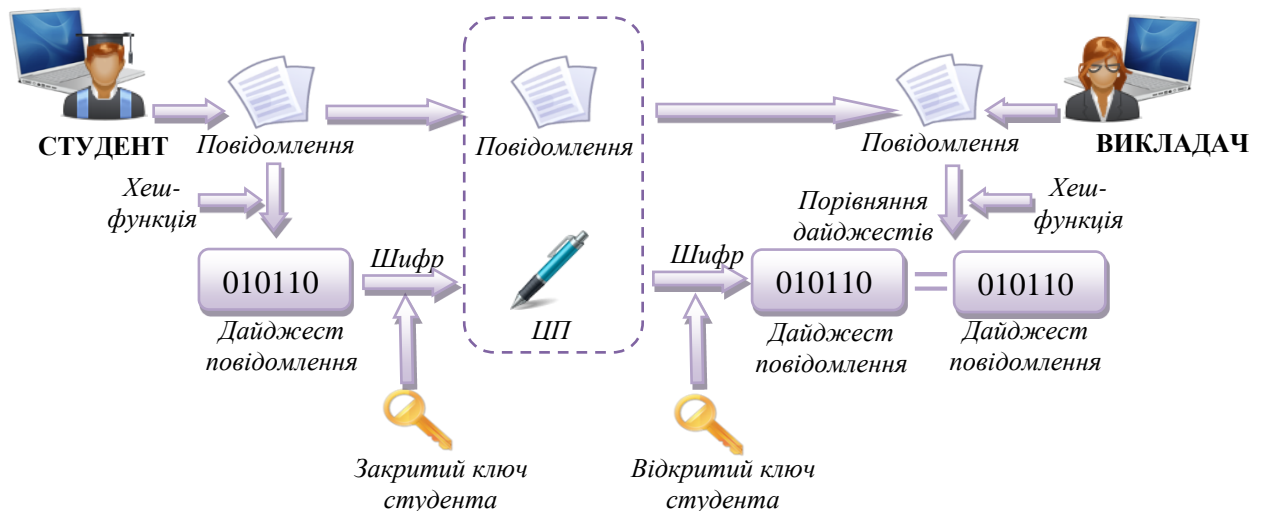 СТУДЕНТ
Повідомлення
Повідомлення
Повідомлення
ВИКЛАДАЧ
Хеш-
функція
Порівняння
дайджестів
Хеш-
функція
010110
Шифр
Шифр
010110
010110
Дайджест
повідомлення
ЦП
Дайджест
повідомлення
Дайджест
повідомлення
Закритий ключ
студента
Відкритий ключ
студента